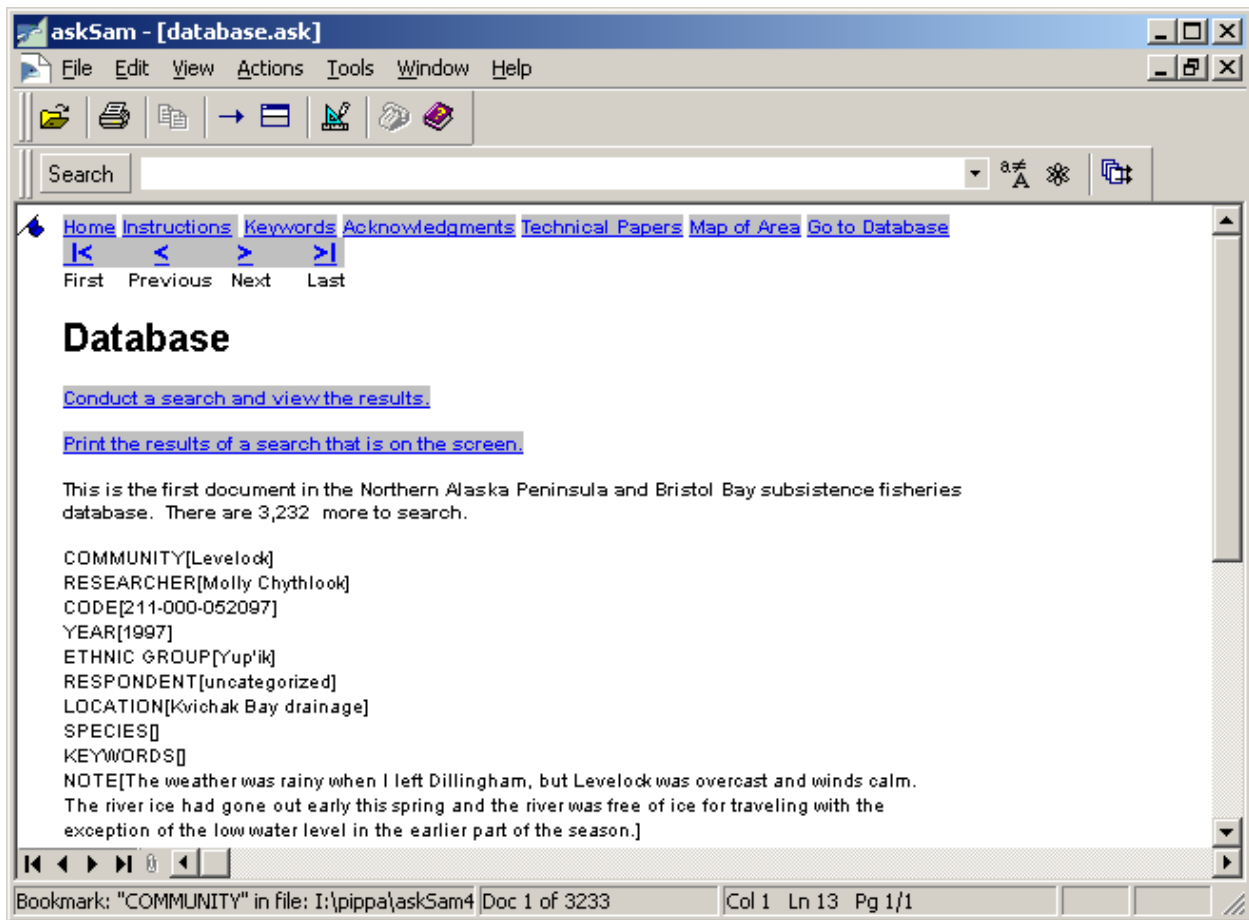 askSam - [database.ask]
File Edit View Actions Tools Window Help
Search
a≠A
Home Instructions Keywords Acknowledgments Technical Papers Map of Area Go to Database
|< < > >|
First Previous Next Last
Database
Conduct a search and view the results.
Print the results of a search that is on the screen.
This is the first document in the Northern Alaska Peninsula and Bristol Bay subsistence fisheries
database. There are 3,232 more to search.
COMMUNITY[Levelock]
RESEARCHER[Molly Chythlook]
CODE[211-000-052097]
YEAR[1997]
ETHNIC GROUP[Yup'ik]
RESPONDENT[uncategorized]
LOCATION[Kvichak Bay drainage]
SPECIES[]
KEYWORDS[]
NOTE[The weather was rainy when I left Dillingham, but Levelock was overcast and winds calm.
The river ice had gone out early this spring and the river was free of ice for traveling with the
exception of the low water level in the earlier part of the season.]
Bookmark: "COMMUNITY" in file: I:\pippa\askSam4 Doc 1 of 3233 Col 1 Ln 13 Pg 1/1